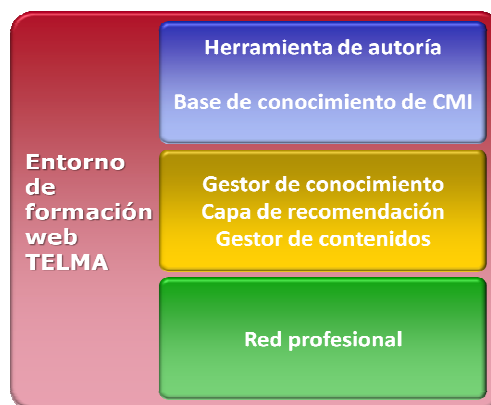 Entorno
de
formación
web
TELMA
Herramienta de autoría
Base de conocimiento de CMI
Gestor de conocimiento
Capa de recomendación
Gestor de contenidos
Red profesional